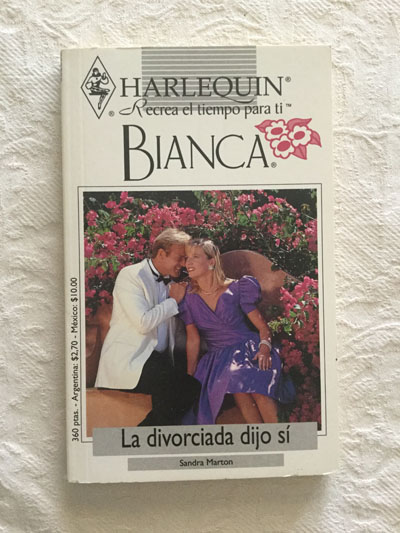 HARLEQUIN®
® Recrea el tiempo para ti™
BIANCA®
360 ptas. - Argentina: $2,70 - México: $10.00
La divorciada dijo sí
Sandra Marton